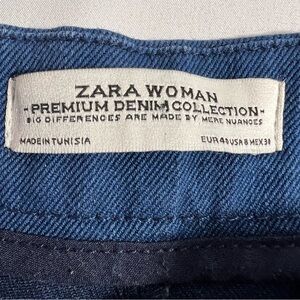 ZARA WOMAN
-PREMIUM DENIM COLLECTION-
BIG DIFFERENCES ARE MADE BY MERE NUANCES
MADE IN TUNISIA EUR 40 USA 8 MEX 30